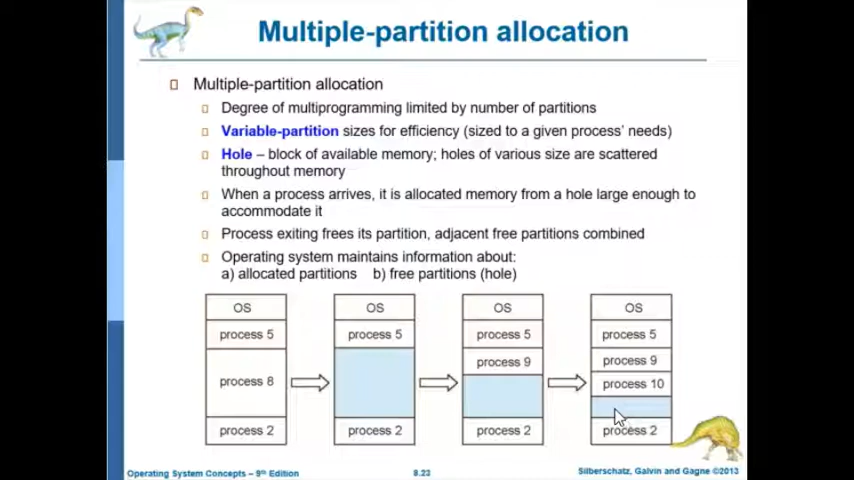 Multiple-partition allocation
Multiple-partition allocation
Degree of multiprogramming limited by number of partitions
Variable-partition sizes for efficiency (sized to a given process' needs)
Hole – block of available memory; holes of various size are scattered
throughout memory
When a process arrives, it is allocated memory from a hole large enough to
accommodate it
Process exiting frees its partition, adjacent free partitions combined
Operating system maintains information about:
a) allocated partitions b) free partitions (hole)
OS
process 5
process 8
process 2
OS
process 5
process 2
OS
process 5
process 9
process 2
OS
process 5
process 9
process 10
process 2
Operating System Concepts – 9th Edition
9.23
Silberschatz, Galvin and Gagne ©2013